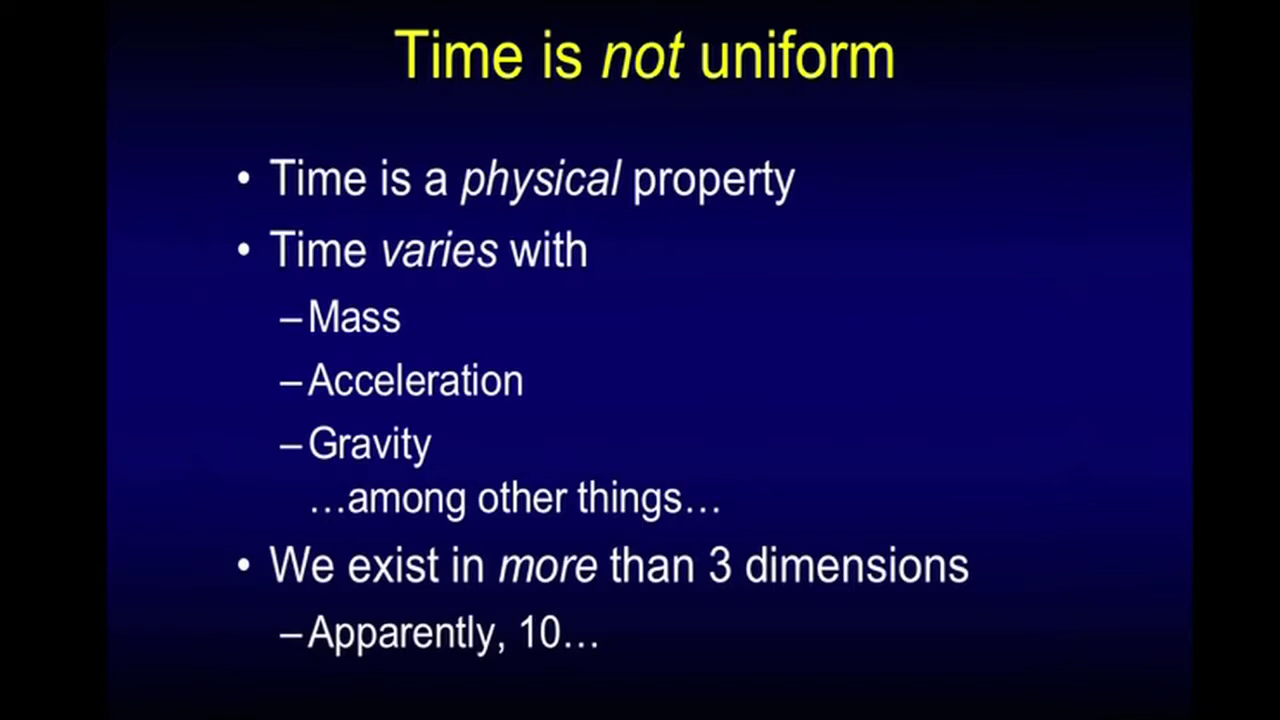 Time is not uniform
• Time is a physical property
• Time varies with
–Mass
–Acceleration
–Gravity
…among other things…
• We exist in more than 3 dimensions
–Apparently, 10…